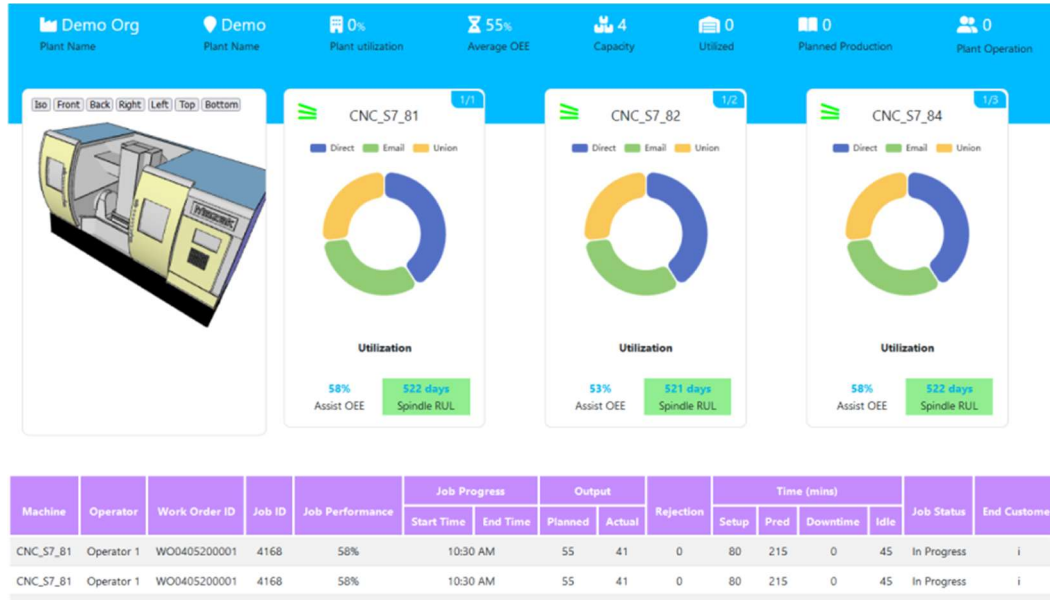 Demo Org
Plant Name
Demo
Plant Name
0%
Plant utilization
55%
Average OEE
4
Capacity
0
Utilized
0
Planned Production
0
Plant Operation
Iso Front Back Right Left Top Bottom
Mazak
1/1
CNC_S7_81
Direct Email Union
Utilization
58%
Assist OEE
522 days
Spindle RUL
1/2
CNC_S7_82
Direct Email Union
Utilization
53%
Assist OEE
521 days
Spindle RUL
1/3
CNC_S7_84
Direct Email Union
Utilization
58%
Assist OEE
522 days
Spindle RUL
Job Progress Output Time (mins)
Machine Operator Work Order ID Job ID Job Performance Rejection Job Status End Custome
Start Time End Time Planned Actual Setup Pred Downtime Idle
CNC_S7_81 Operator 1 WO0405200001 4168 58% 10:30 AM 55 41 0 80 215 0 45 In Progress i
CNC_S7_81 Operator 1 WO0405200001 4168 58% 10:30 AM 55 41 0 80 215 0 45 In Progress i